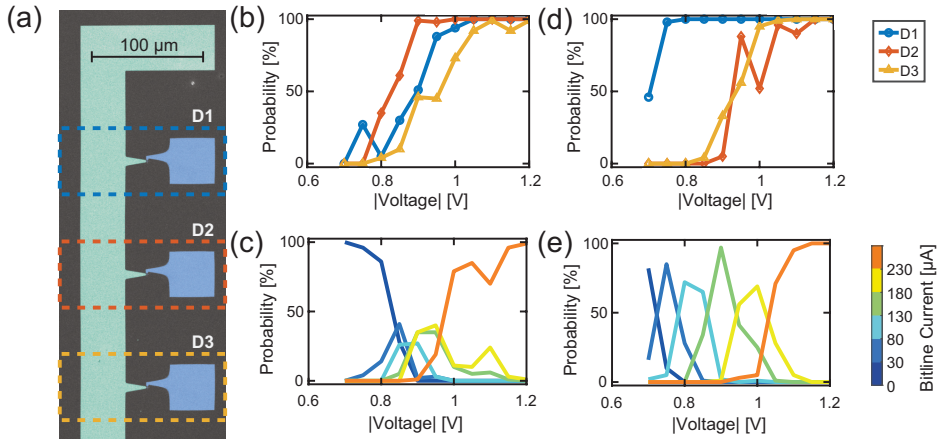 (a)
100 µm
D1
D2
D3
(b)
Probability [%]
100
50
0
0.6
0.8
1
1.2
|Voltage| [V]
(d)
Probability [%]
100
50
0
0.6
0.8
1
1.2
|Voltage| [V]
D1
D2
D3
(c)
Probability [%]
100
50
0
0.6
0.8
1
1.2
|Voltage| [V]
(e)
Probability [%]
100
50
0
0.6
0.8
1
1.2
|Voltage| [V]
230
180
130
80
30
0
Bitline Current [µA]